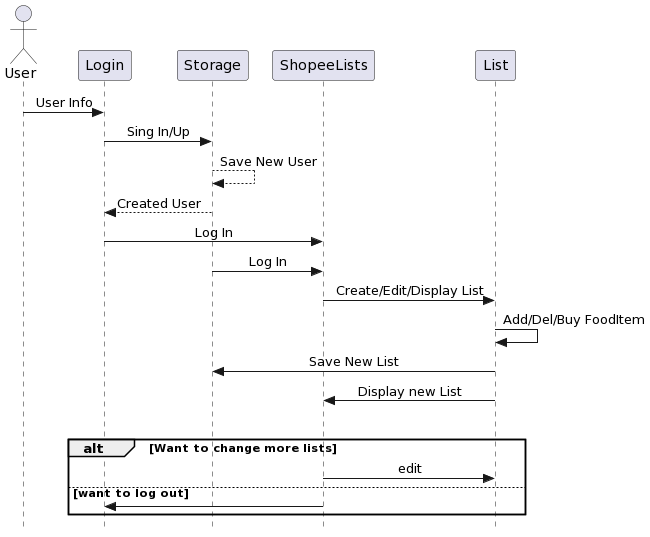 User
Login
Storage
ShopeeLists
List
User Info
Sing In/Up
Save New User
Created User
Log In
Log In
Create/Edit/Display List
Add/Del/Buy FoodItem
Save New List
Display new List
alt [Want to change more lists]
edit
[want to log out]